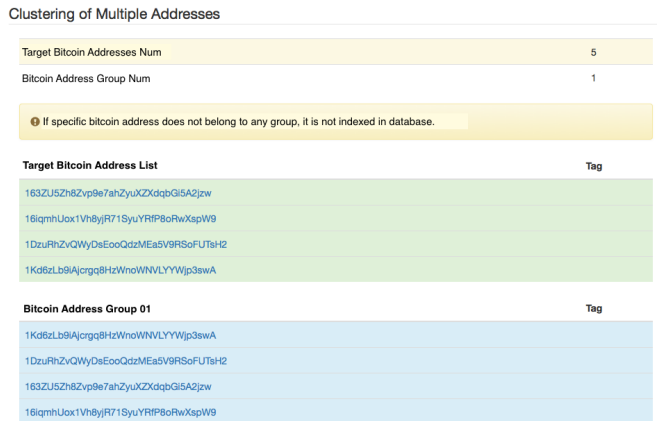 Clustering of Multiple Addresses
Target Bitcoin Addresses Num 5
Bitcoin Address Group Num 1
If specific bitcoin address does not belong to any group, it is not indexed in database.
Target Bitcoin Address List Tag
163ZU5Zh8Zvp9e7ahZyuXZXdqbGi5A2jzw
16iqmhUox1Vh8yjR71SyuYRfP8oRwXspW9
1DzuRhZvQWyDsEooQdzMEa5V9RSoFUTsH2
1Kd6zLb9iAjcrgq8HzWnoWNVLYYWjp3swA
Bitcoin Address Group 01 Tag
1Kd6zLb9iAjcrgq8HzWnoWNVLYYWjp3swA
1DzuRhZvQWyDsEooQdzMEa5V9RSoFUTsH2
163ZU5Zh8Zvp9e7ahZyuXZXdqbGi5A2jzw
16iqmhUox1Vh8yjR71SyuYRfP8oRwXspW9